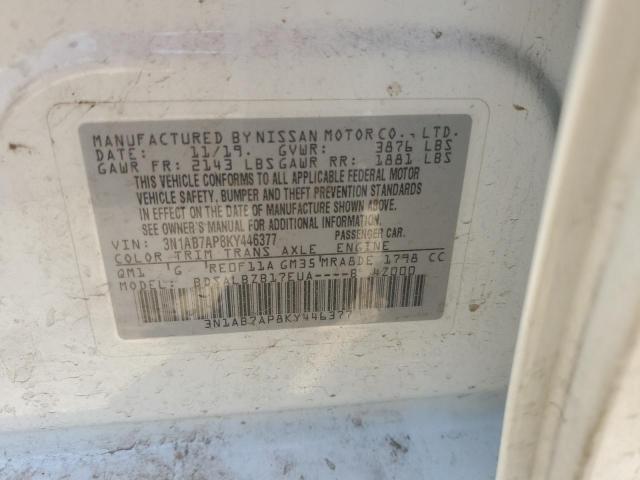 MANUFACTURED BY NISSAN MOTOR CO., LTD.
DATE: 11/19. GVWR: 3876 LBS
GAWR FR: 2143 LBS GAWR RR: 1881 LBS
THIS VEHICLE CONFORMS TO ALL APPLICABLE FEDERAL MOTOR
VEHICLE SAFETY, BUMPER AND THEFT PREVENTION STANDARDS
IN EFFECT ON THE DATE OF MANUFACTURE SHOWN ABOVE.
SEE OWNER'S MANUAL FOR ADDITIONAL INFORMATION.
VIN: 3N1AB7AP8KY446377 PASSENGER CAR.
COLOR TRIM TRANS AXLE ENGINE
QM1 G RE0F11A GM35 MRA8DE 1798 CC
MODEL: BDTALBZB17EUA----B 4Z000
3N1AB7AP8KY446377